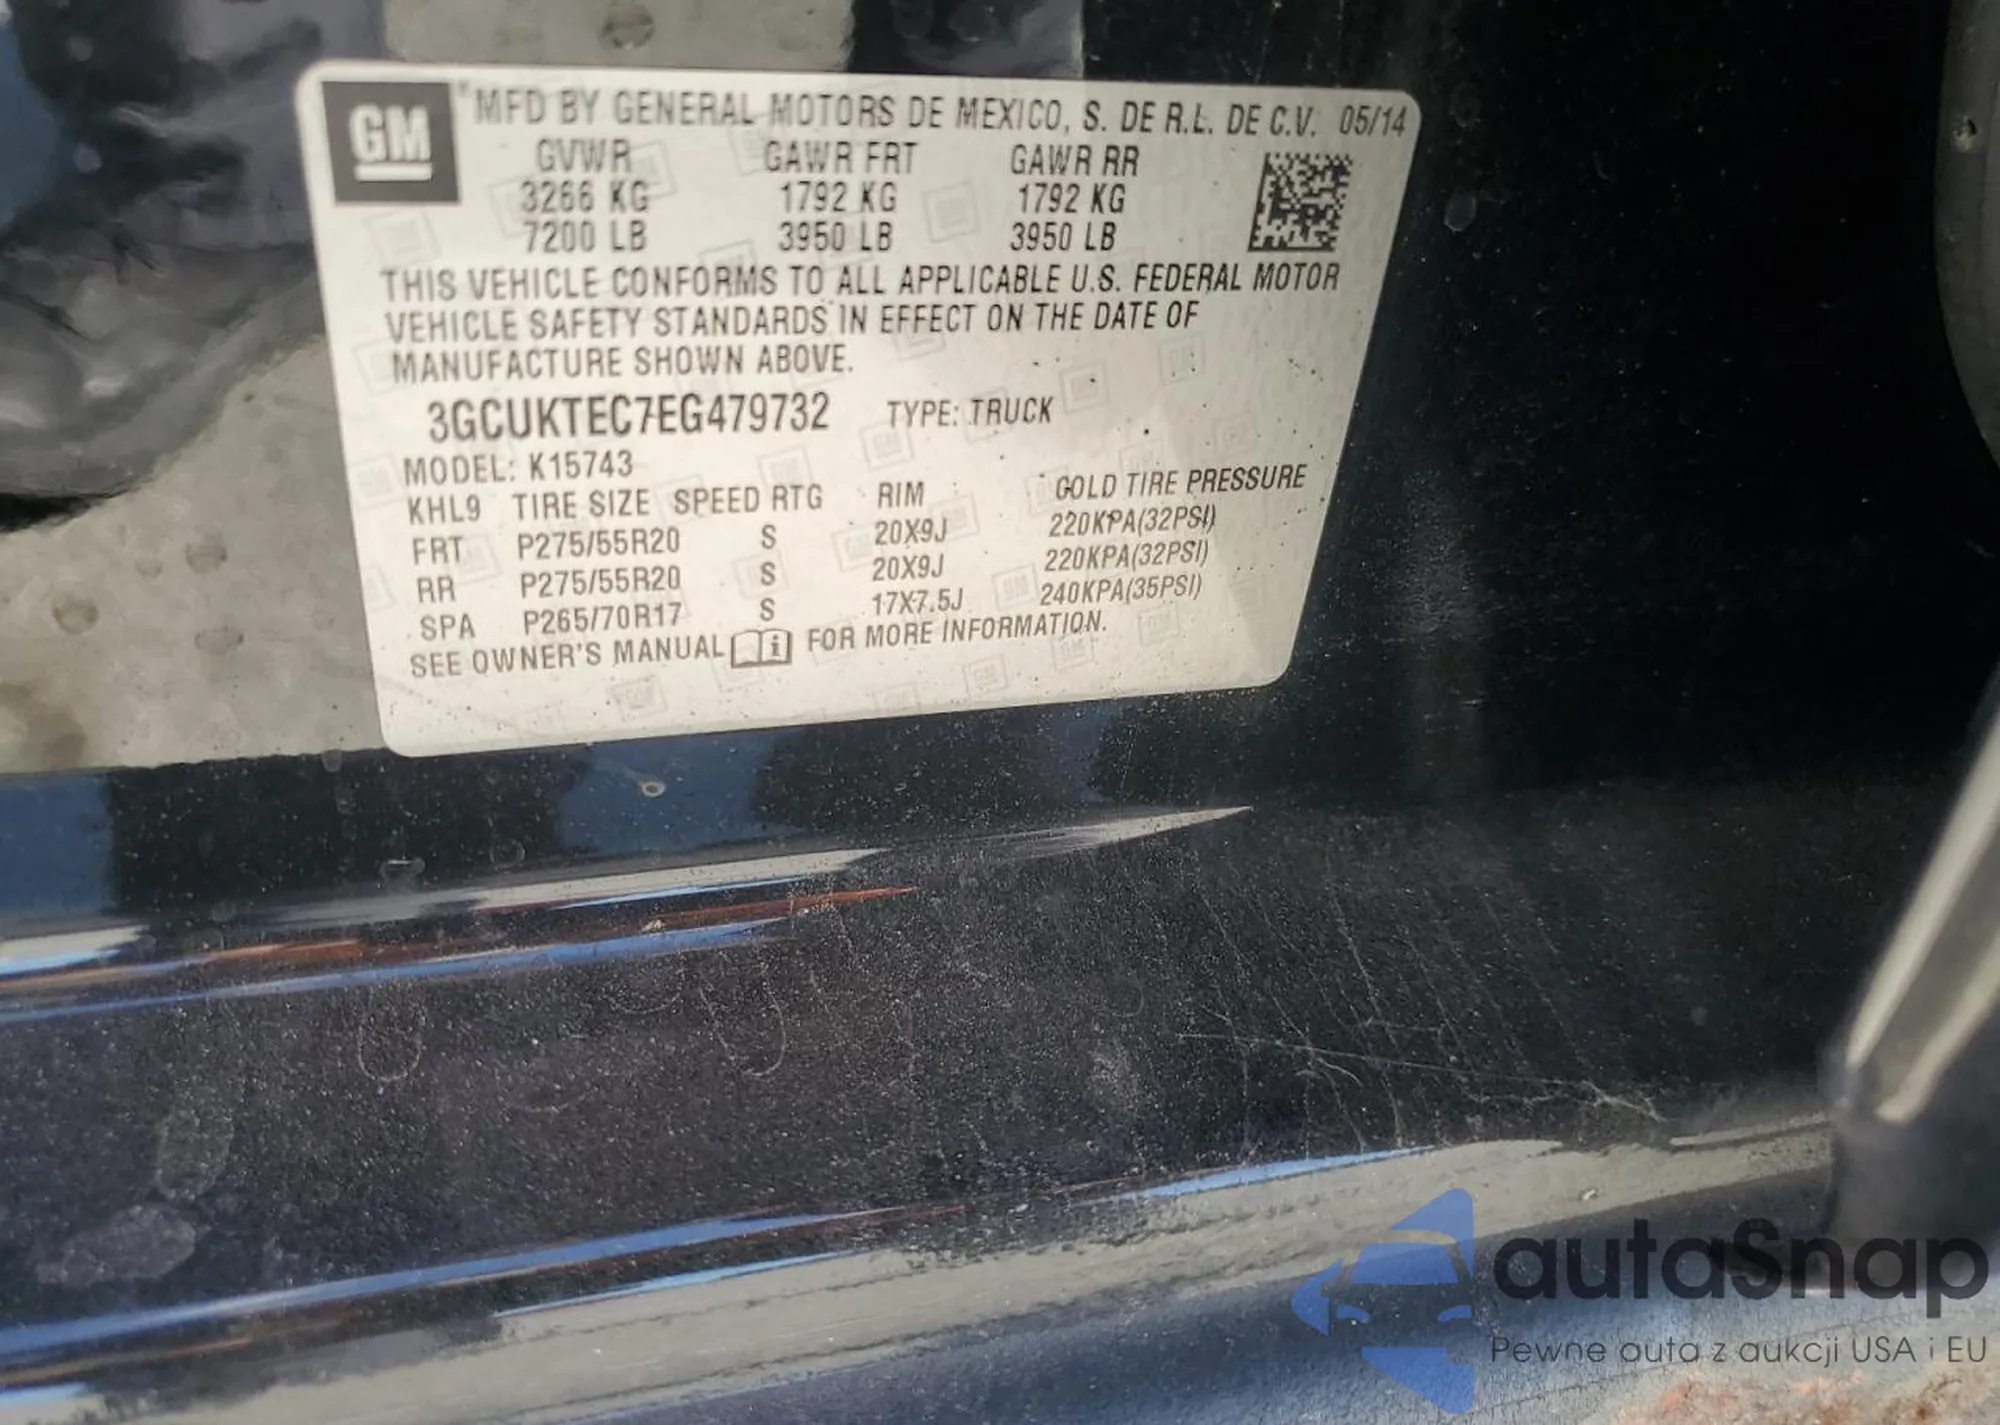 GM
MFD BY GENERAL MOTORS DE MEXICO, S. DE R.L. DE C.V. 05/14
GVWR GAWR FRT GAWR RR
3266 KG 1792 KG 1792 KG
7200 LB 3950 LB 3950 LB
THIS VEHICLE CONFORMS TO ALL APPLICABLE U.S. FEDERAL MOTOR
VEHICLE SAFETY STANDARDS IN EFFECT ON THE DATE OF
MANUFACTURE SHOWN ABOVE.
3GCUKTEC7EG479732 TYPE: TRUCK
MODEL: K15743
KHL9 TIRE SIZE SPEED RTG RIM COLD TIRE PRESSURE
FRT P275/55R20 S 20X9J 220KPA(32PSI)
RR P275/55R20 S 20X9J 220KPA(32PSI)
SPA P265/70R17 S 17X7.5J 240KPA(35PSI)
SEE OWNER'S MANUAL FOR MORE INFORMATION.
autaSnap
Pewne auta z aukcji USA i EU